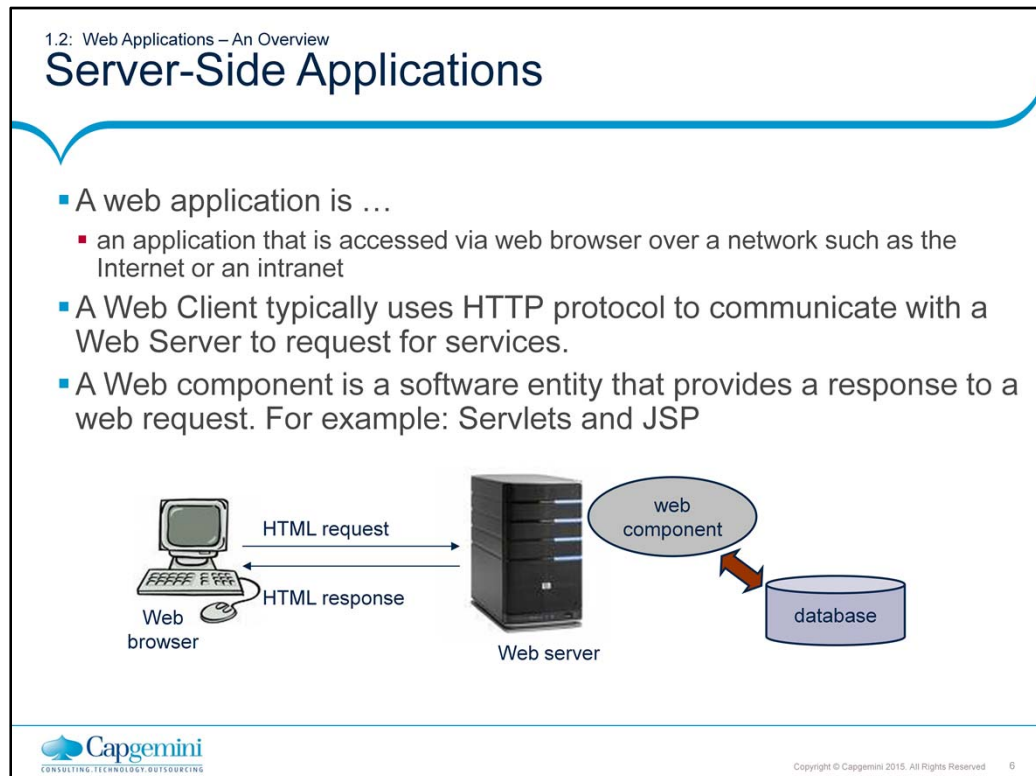 1.2: Web Applications – An Overview
Server-Side Applications
A web application is …
an application that is accessed via web browser over a network such as the
Internet or an intranet
A Web Client typically uses HTTP protocol to communicate with a
Web Server to request for services.
A Web component is a software entity that provides a response to a
web request. For example: Servlets and JSP
HTML request
HTML response
Web
browser
Web server
web
component
database
Capgemini
CONSULTING.TECHNOLOGY.OUTSOURCING
Copyright © Capgemini 2015. All Rights Reserved 6